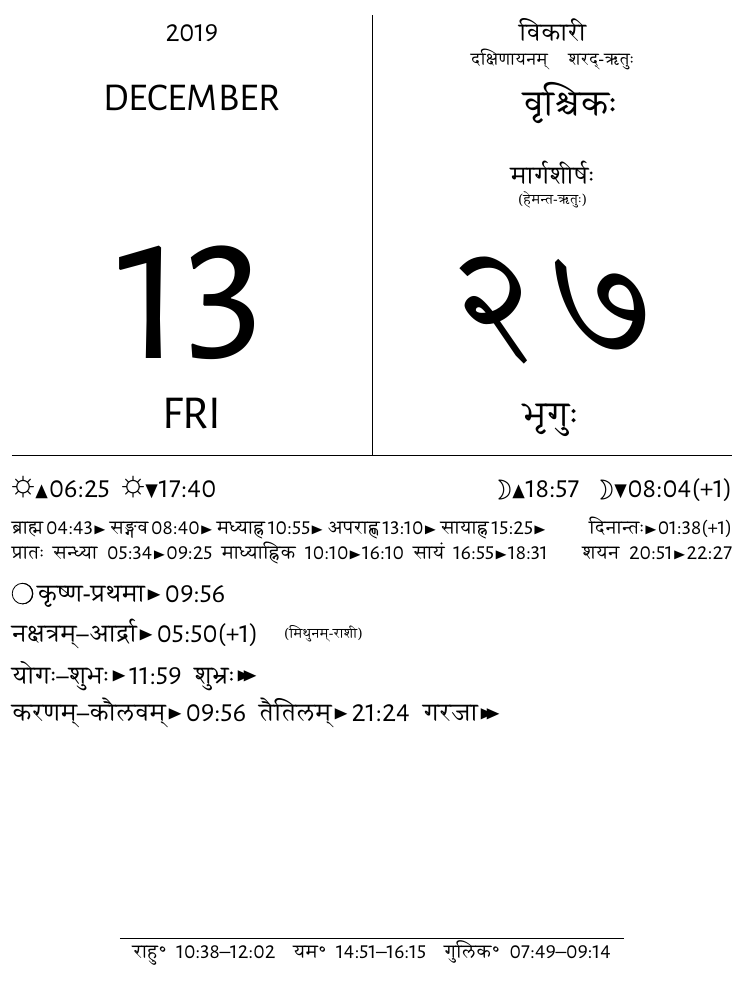 2019
DECEMBER
13
FRI
विकारी
दक्षिणायनम् शरद्-ऋतुः
वृश्चिकः
मार्गशीर्षः
(हेमन्त-ऋतुः)
२७
भृगुः
☼▲06:25 ☼▼17:40 ☽▲18:57 ☽▼08:04(+1)
ब्राह्म 04:43► सङ्गव 08:40► मध्याह्न 10:55► अपराह्ण 13:10► सायाह्न 15:25► दिनान्तः►01:38(+1)
प्रातः सन्ध्या 05:34►09:25 माध्याह्निक 10:10►16:10 सायं 16:55►18:31 शयन 20:51►22:27
◯कृष्ण-प्रथमा► 09:56
नक्षत्रम्–आर्द्रा► 05:50(+1) (मिथुनम्-राशी)
योगः–शुभः►11:59 शुभ्रः►►
करणम्–कौलवम्► 09:56 तैतिलम्►21:24 गरजा►►
राहु॰ 10:38–12:02 यम॰ 14:51–16:15 गुलिक॰ 07:49–09:14